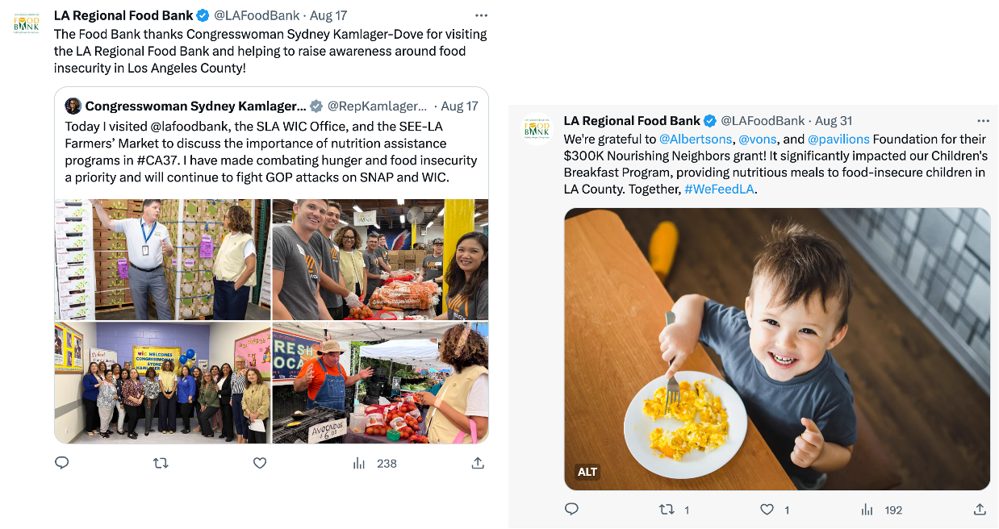 LA Regional Food Bank @LAFoodBank · Aug 17
The Food Bank thanks Congresswoman Sydney Kamlager-Dove for visiting
the LA Regional Food Bank and helping to raise awareness around food
insecurity in Los Angeles County!
Congresswoman Sydney Kamlager... @RepKamlager... · Aug 17
Today I visited @lafoodbank, the SLA WIC Office, and the SEE-LA
Farmers’ Market to discuss the importance of nutrition assistance
programs in #CA37. I have made combating hunger and food insecurity
a priority and will continue to fight GOP attacks on SNAP and WIC.
WIC WELCOMES
CONGRESSWOMAN
SYDNEY
RESH
OCA
AVOCADOS
238
FOOD
BANK
LA Regional Food Bank @LAFoodBank · Aug 31
We're grateful to @Albertsons, @vons, and @pavilions Foundation for their
$300K Nourishing Neighbors grant! It significantly impacted our Children's
Breakfast Program, providing nutritious meals to food-insecure children in
LA County. Together, #WeFeedLA.
ALT
1
1
192